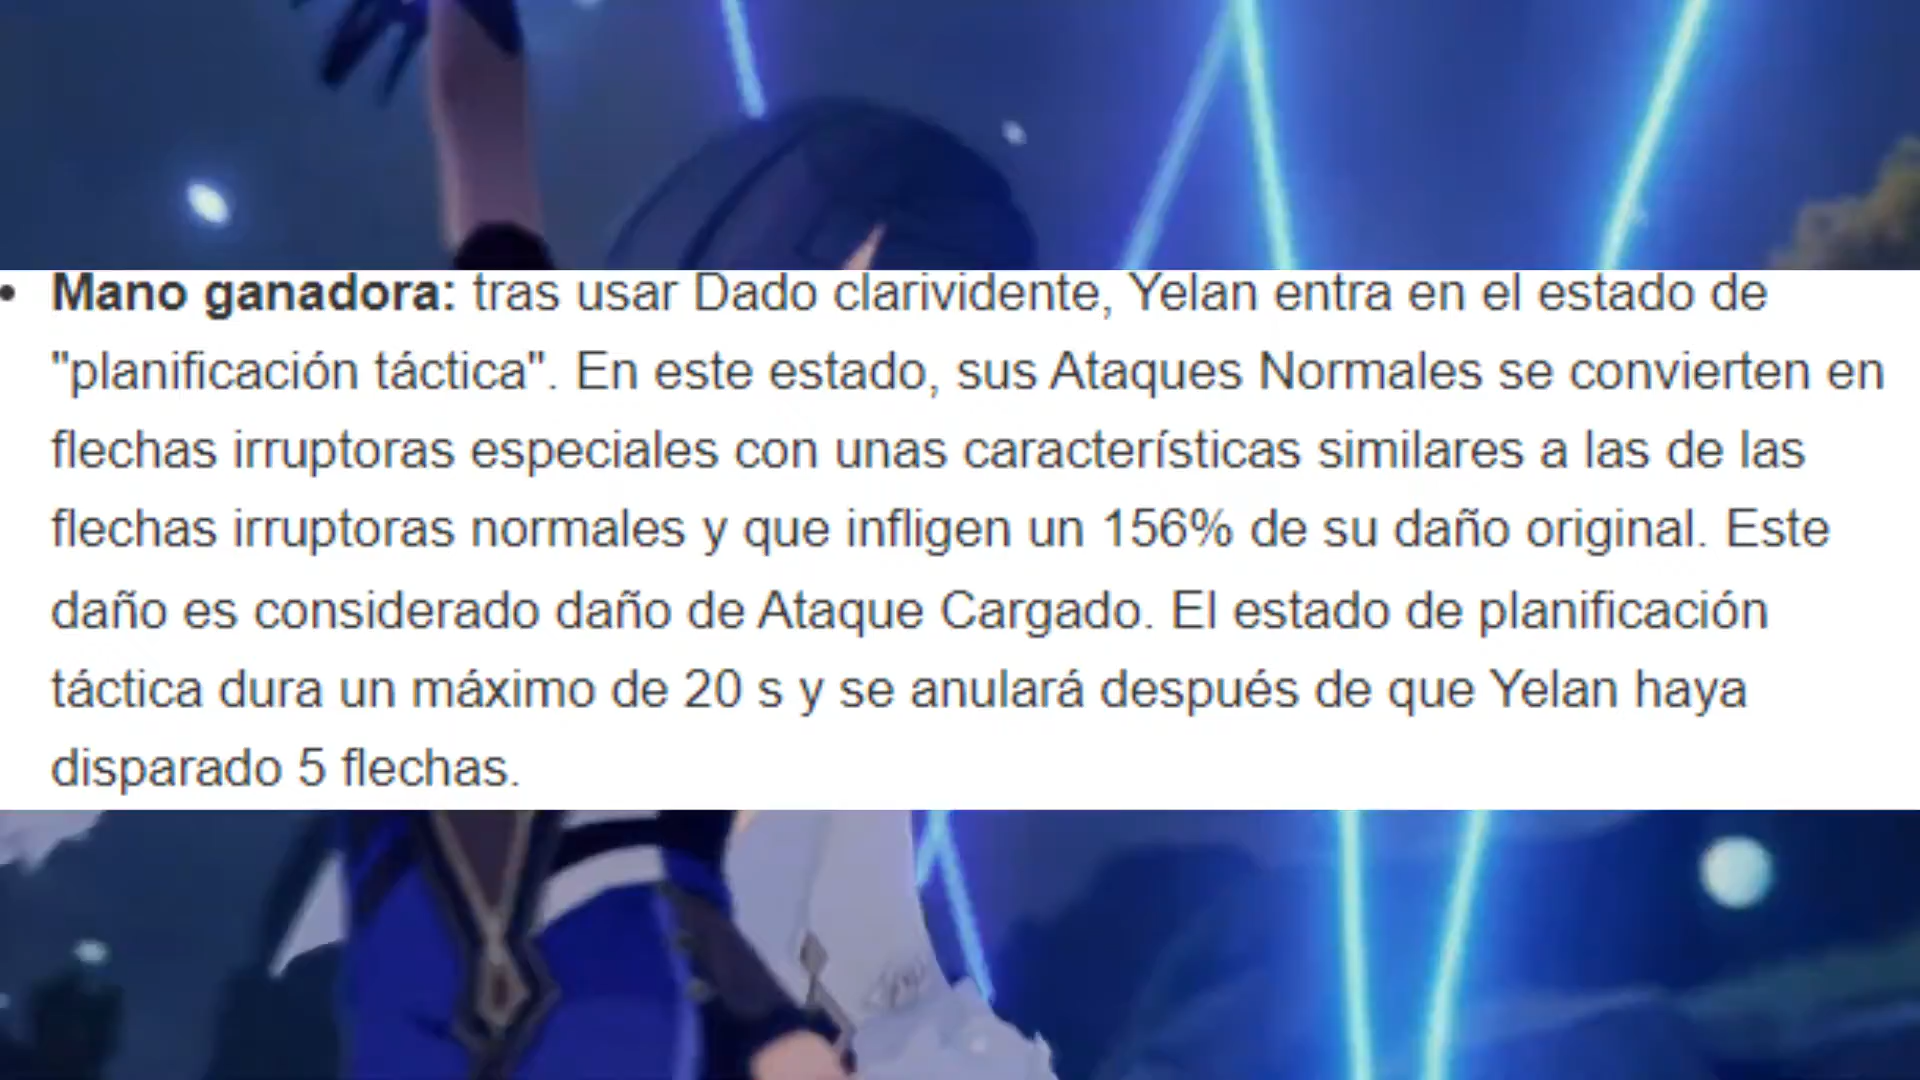 • Mano ganadora: tras usar Dado clarividente, Yelan entra en el estado de
"planificación táctica". En este estado, sus Ataques Normales se convierten en
flechas irruptoras especiales con unas características similares a las de las
flechas irruptoras normales y que infligen un 156% de su daño original. Este
daño es considerado daño de Ataque Cargado. El estado de planificación
táctica dura un máximo de 20 s y se anulará después de que Yelan haya
disparado 5 flechas.